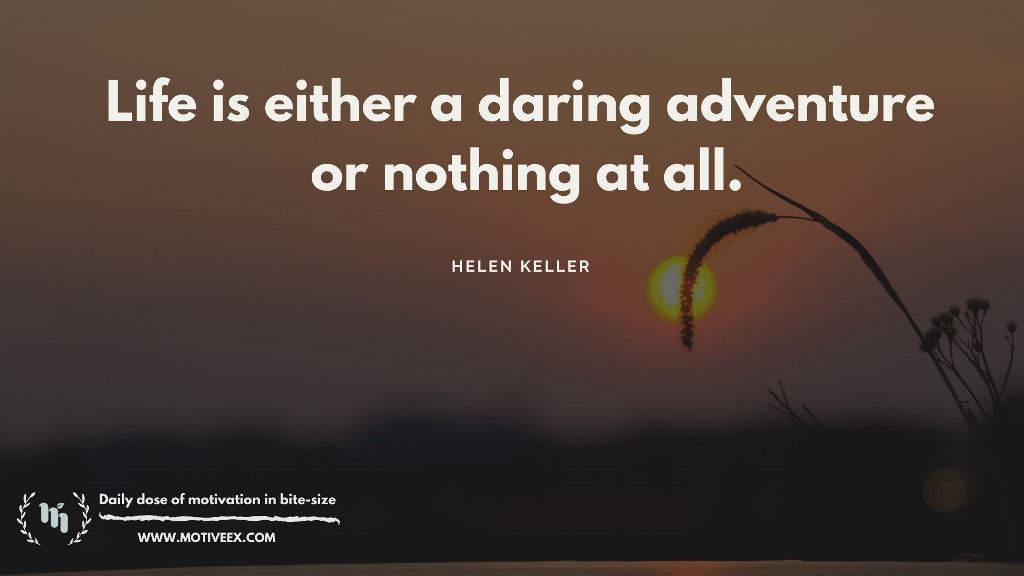 Life is either a daring adventure
or nothing at all.
HELEN KELLER
Daily dose of motivation in bite-size
WWW.MOTIVEEX.COM